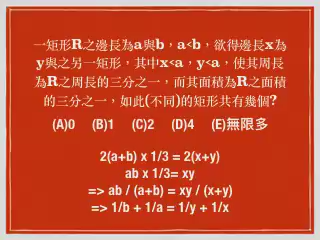 一矩形R之邊長為a與b，a<b，欲得邊長x為
y與之另一矩形，其中x<a，y<a，使其周長
為R之周長的三分之一，而其面積為R之面積
的三分之一，如此(不同)的矩形共有幾個?
(A)0 (B)1 (C)2 (D)4 (E)無限多
2(a+b) x 1/3 = 2(x+y)
ab x 1/3= xy
=> ab / (a+b) = xy / (x+y)
=> 1/b + 1/a = 1/y + 1/x